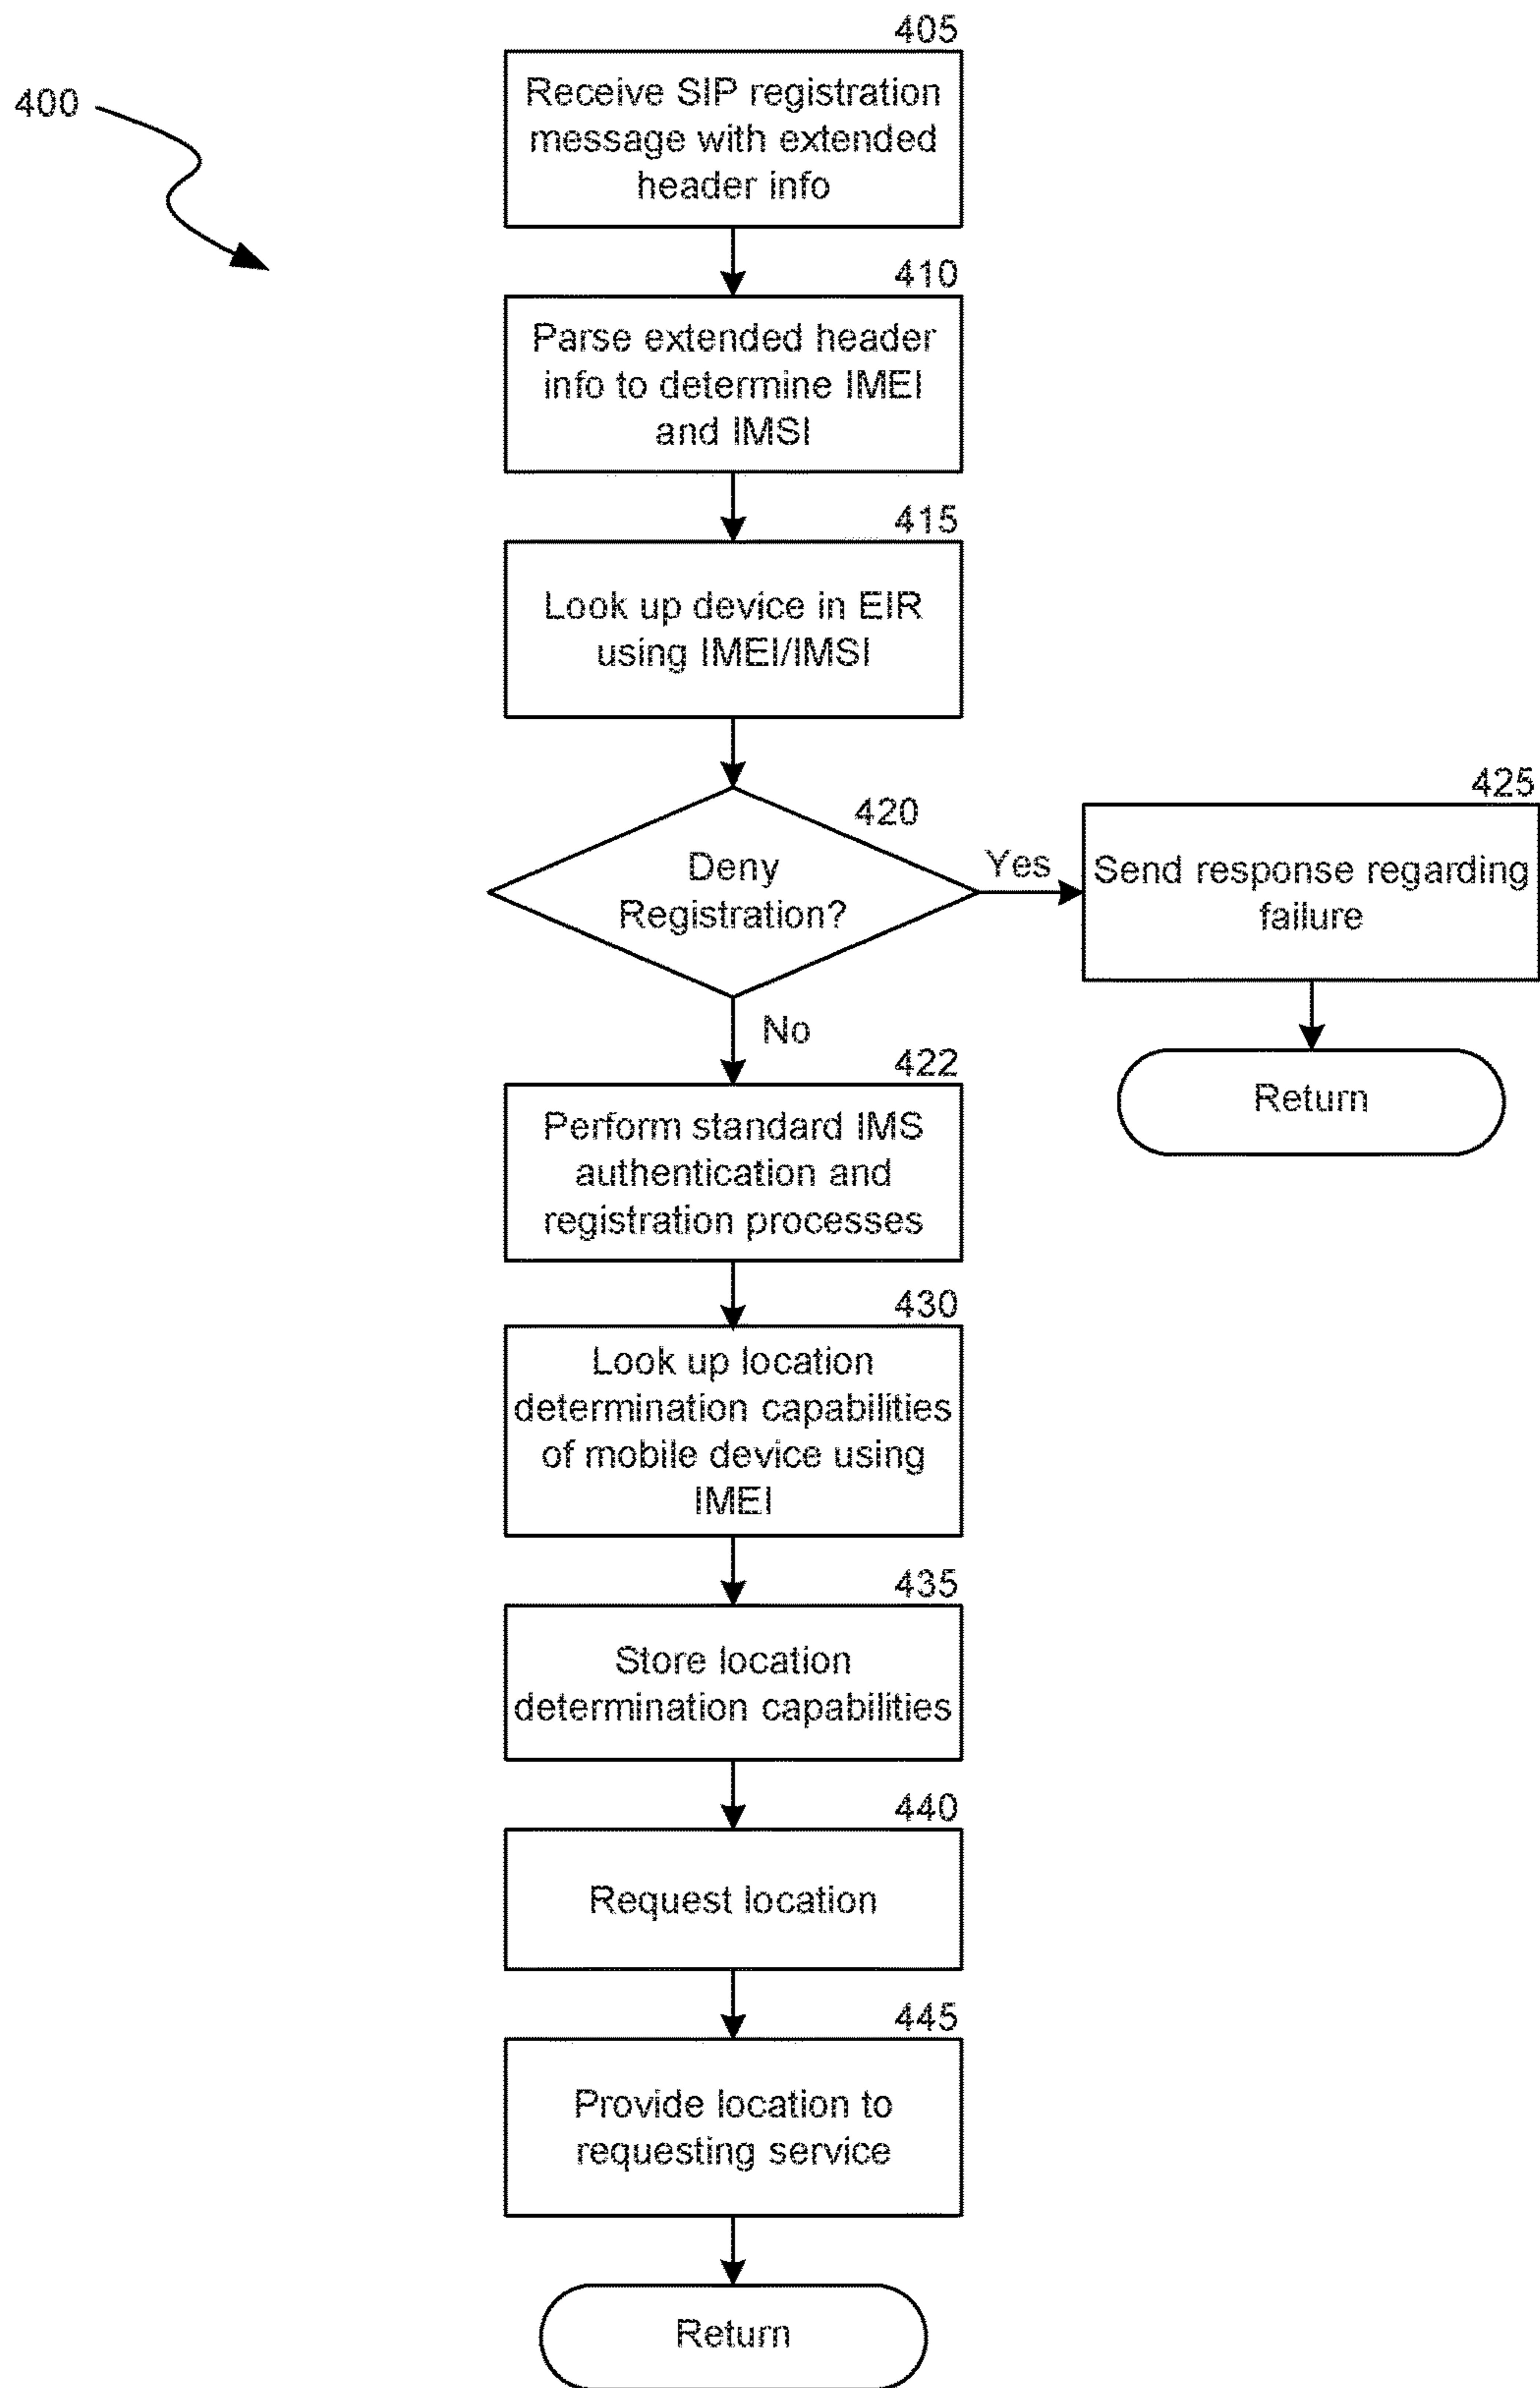 405
400
Receive SIP registration
message with extended
header info
410
Parse extended header
info to determine IMEI
and IMSI
415
Look up device in EIR
using IMEI/IMSI
420
Deny
Registration?
Yes
425
Send response regarding
failure
Return
No
422
Perform standard IMS
authentication and
registration processes
430
Look up location
determination capabilities
of mobile device using
IMEI
435
Store location
determination capabilities
440
Request location
445
Provide location to
requesting service
Return